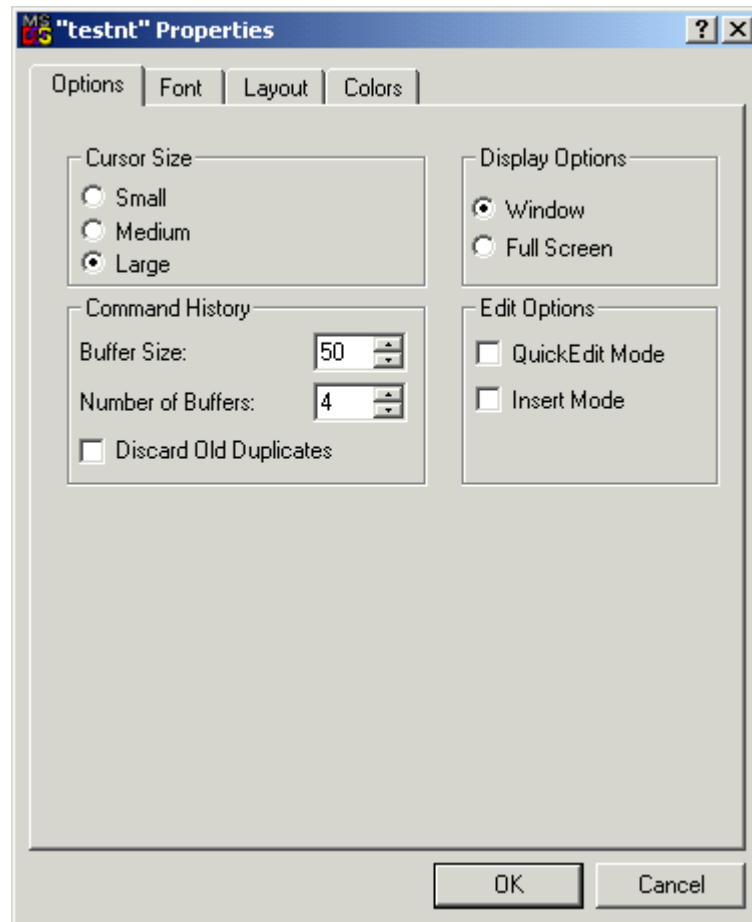 MS
DOS
"testnt" Properties
Options Font Layout Colors
Cursor Size
Small
Medium
Large
Display Options
Window
Full Screen
Command History
Buffer Size: 50
Number of Buffers: 4
Discard Old Duplicates
Edit Options
QuickEdit Mode
Insert Mode
OK Cancel